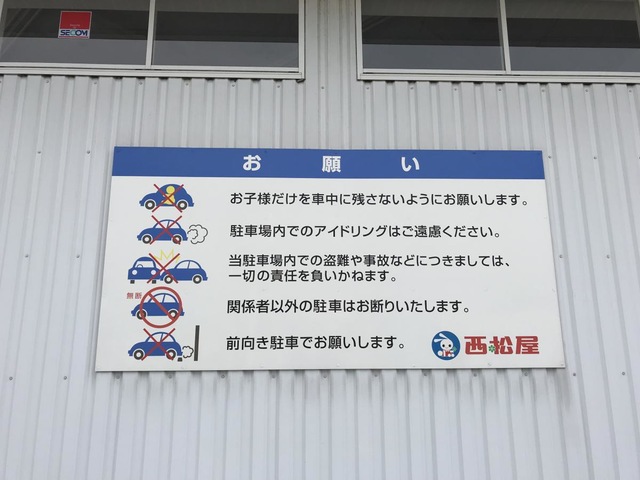 SECOM
お願い
お子様だけを車中に残さないようにお願いします。
駐車場内でのアイドリングはご遠慮ください。
当駐車場内での盗難や事故などにつきましては、
一切の責任を負いかねます。
無断
関係者以外の駐車はお断りいたします。
前向き駐車でお願いします。
西松屋